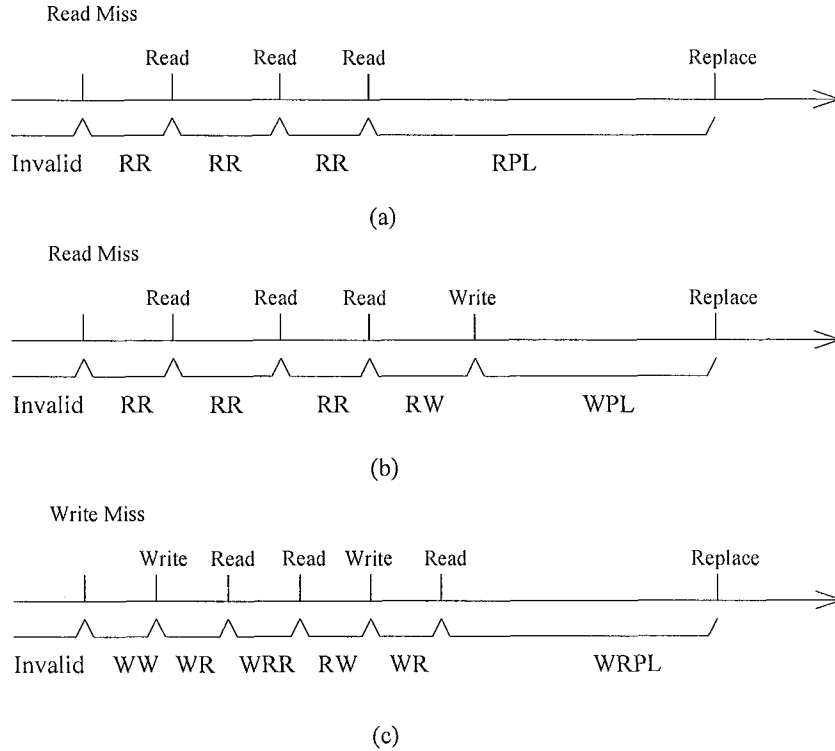 Read Miss
Read Read Read Replace
Invalid RR RR RR RPL
(a)
Read Miss
Read Read Read Write Replace
Invalid RR RR RR RW WPL
(b)
Write Miss
Write Read Read Write Read Replace
Invalid WW WR WRR RW WR WRPL
(c)